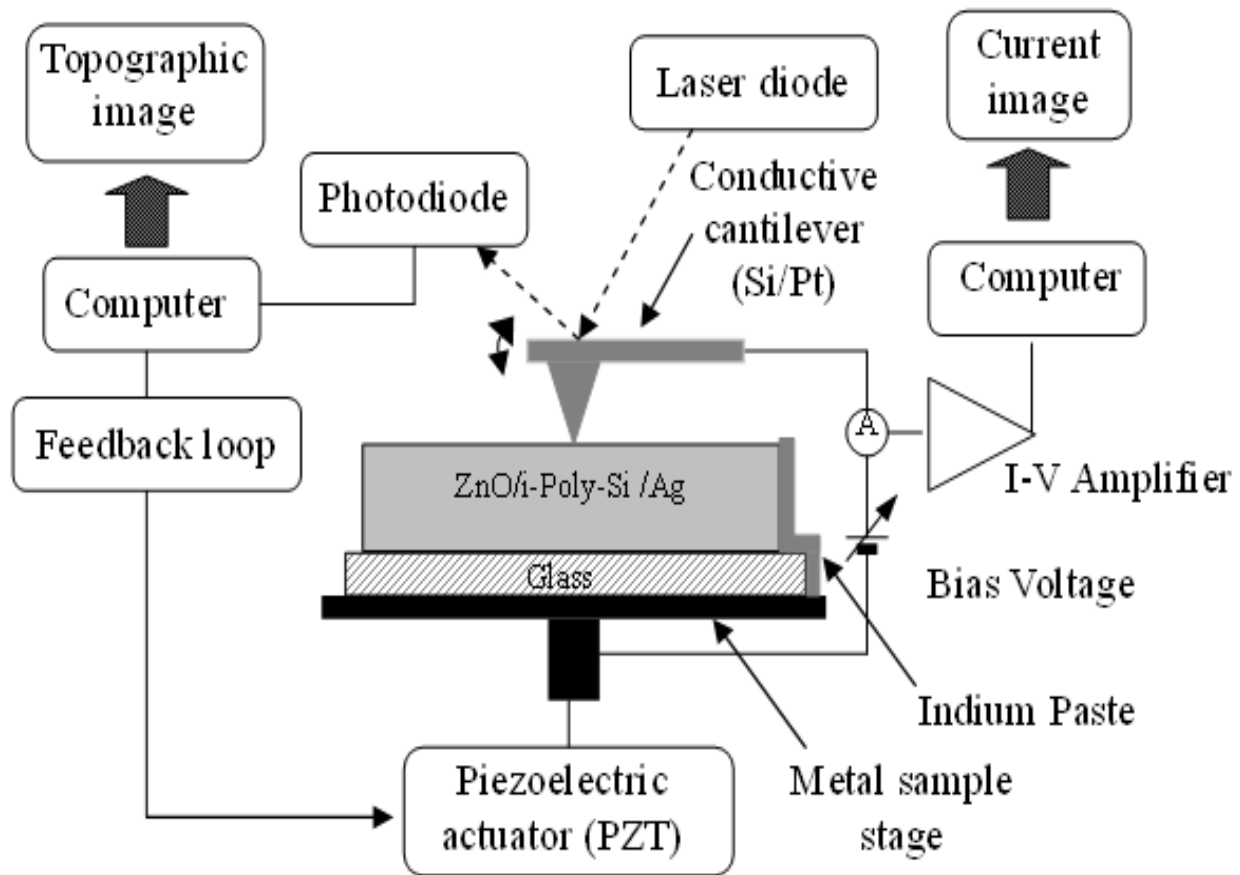 Topographic
image
Laser diode
Current
image
Photodiode
Conductive
cantilever
(Si/Pt)
Computer
Computer
Feedback loop
A
I-V Amplifier
ZnO/i-Poly-Si /Ag
Glass
Bias Voltage
Indium Paste
Piezoelectric
actuator (PZT)
Metal sample
stage